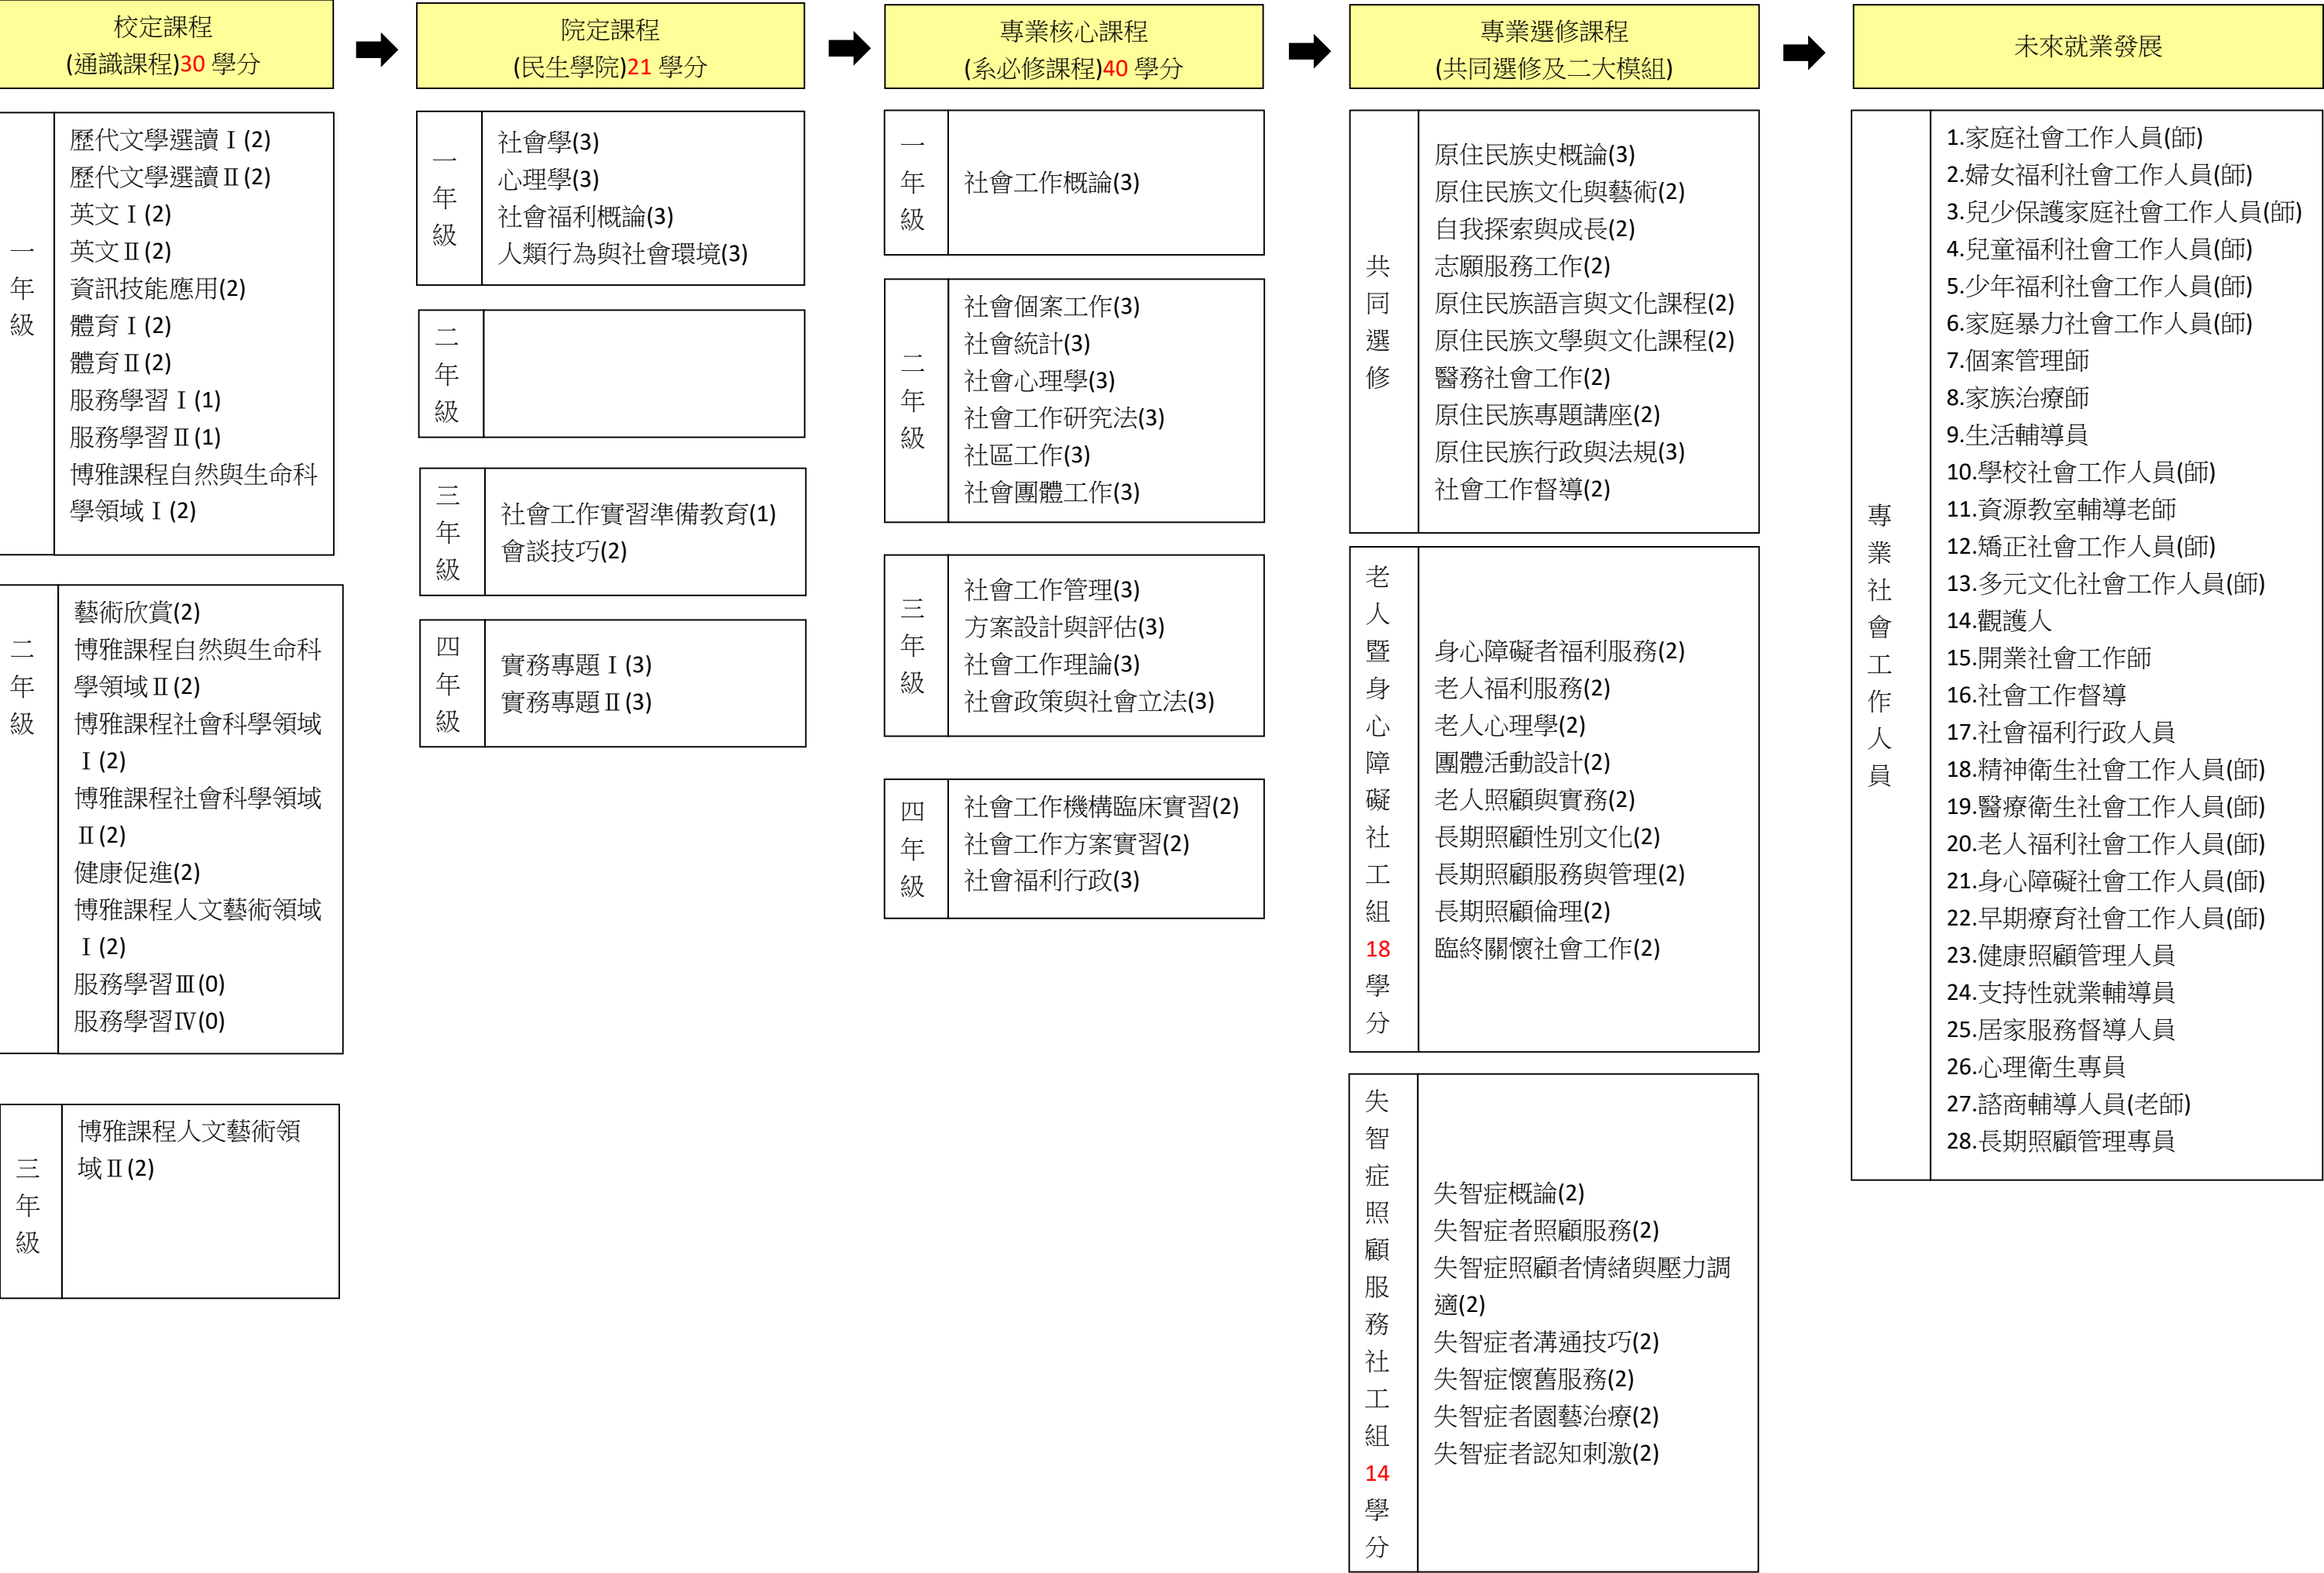 校定課程
(通識課程)30 學分
一年級
歷代文學選讀Ⅰ(2)
歷代文學選讀Ⅱ(2)
英文Ⅰ(2)
英文Ⅱ(2)
資訊技能應用(2)
體育Ⅰ(2)
體育Ⅱ(2)
服務學習Ⅰ(1)
服務學習Ⅱ(1)
博雅課程自然與生命科
學領域Ⅰ(2)
二年級
藝術欣賞(2)
博雅課程自然與生命科
學領域Ⅱ(2)
博雅課程社會科學領域
Ⅰ(2)
博雅課程社會科學領域
Ⅱ(2)
健康促進(2)
博雅課程人文藝術領域
Ⅰ(2)
服務學習Ⅲ(0)
服務學習Ⅳ(0)
三年級
博雅課程人文藝術領
域Ⅱ(2)
院定課程
(民生學院)21 學分
一年級
社會學(3)
心理學(3)
社會福利概論(3)
人類行為與社會環境(3)
二年級
三年級
社會工作實習準備教育(1)
會談技巧(2)
四年級
實務專題Ⅰ(3)
實務專題Ⅱ(3)
專業核心課程
(系必修課程)40 學分
一年級
社會工作概論(3)
二年級
社會個案工作(3)
社會統計(3)
社會心理學(3)
社會工作研究法(3)
社區工作(3)
社會團體工作(3)
三年級
社會工作管理(3)
方案設計與評估(3)
社會工作理論(3)
社會政策與社會立法(3)
四年級
社會工作機構臨床實習(2)
社會工作方案實習(2)
社會福利行政(3)
專業選修課程
(共同選修及二大模組)
共同選修
原住民族史概論(3)
原住民族文化與藝術(2)
自我探索與成長(2)
志願服務工作(2)
原住民族語言與文化課程(2)
原住民族文學與文化課程(2)
醫務社會工作(2)
原住民族專題講座(2)
原住民族行政與法規(3)
社會工作督導(2)
老人暨身心障礙社工組18學分
身心障礙者福利服務(2)
老人福利服務(2)
老人心理學(2)
團體活動設計(2)
老人照顧與實務(2)
長期照顧性別文化(2)
長期照顧服務與管理(2)
長期照顧倫理(2)
臨終關懷社會工作(2)
失智症照顧服務社工組14學分
失智症概論(2)
失智症者照顧服務(2)
失智症照顧者情緒與壓力調
適(2)
失智症者溝通技巧(2)
失智症懷舊服務(2)
失智症者園藝治療(2)
失智症者認知刺激(2)
未來就業發展
專業社會工作人員
1.家庭社會工作人員(師)
2.婦女福利社會工作人員(師)
3.兒少保護家庭社會工作人員(師)
4.兒童福利社會工作人員(師)
5.少年福利社會工作人員(師)
6.家庭暴力社會工作人員(師)
7.個案管理師
8.家族治療師
9.生活輔導員
10.學校社會工作人員(師)
11.資源教室輔導老師
12.矯正社會工作人員(師)
13.多元文化社會工作人員(師)
14.觀護人
15.開業社會工作師
16.社會工作督導
17.社會福利行政人員
18.精神衛生社會工作人員(師)
19.醫療衛生社會工作人員(師)
20.老人福利社會工作人員(師)
21.身心障礙社會工作人員(師)
22.早期療育社會工作人員(師)
23.健康照顧管理人員
24.支持性就業輔導員
25.居家服務督導人員
26.心理衛生專員
27.諮商輔導人員(老師)
28.長期照顧管理專員